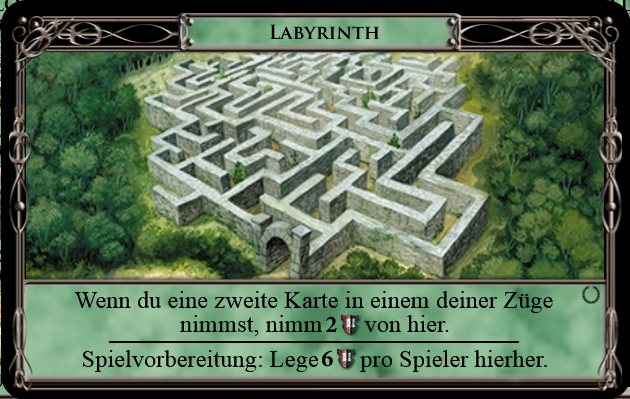 Labyrinth
Wenn du eine zweite Karte in einem deiner Züge
nimmst, nimm 2 von hier.
Spielvorbereitung: Lege 6 pro Spieler hierher.